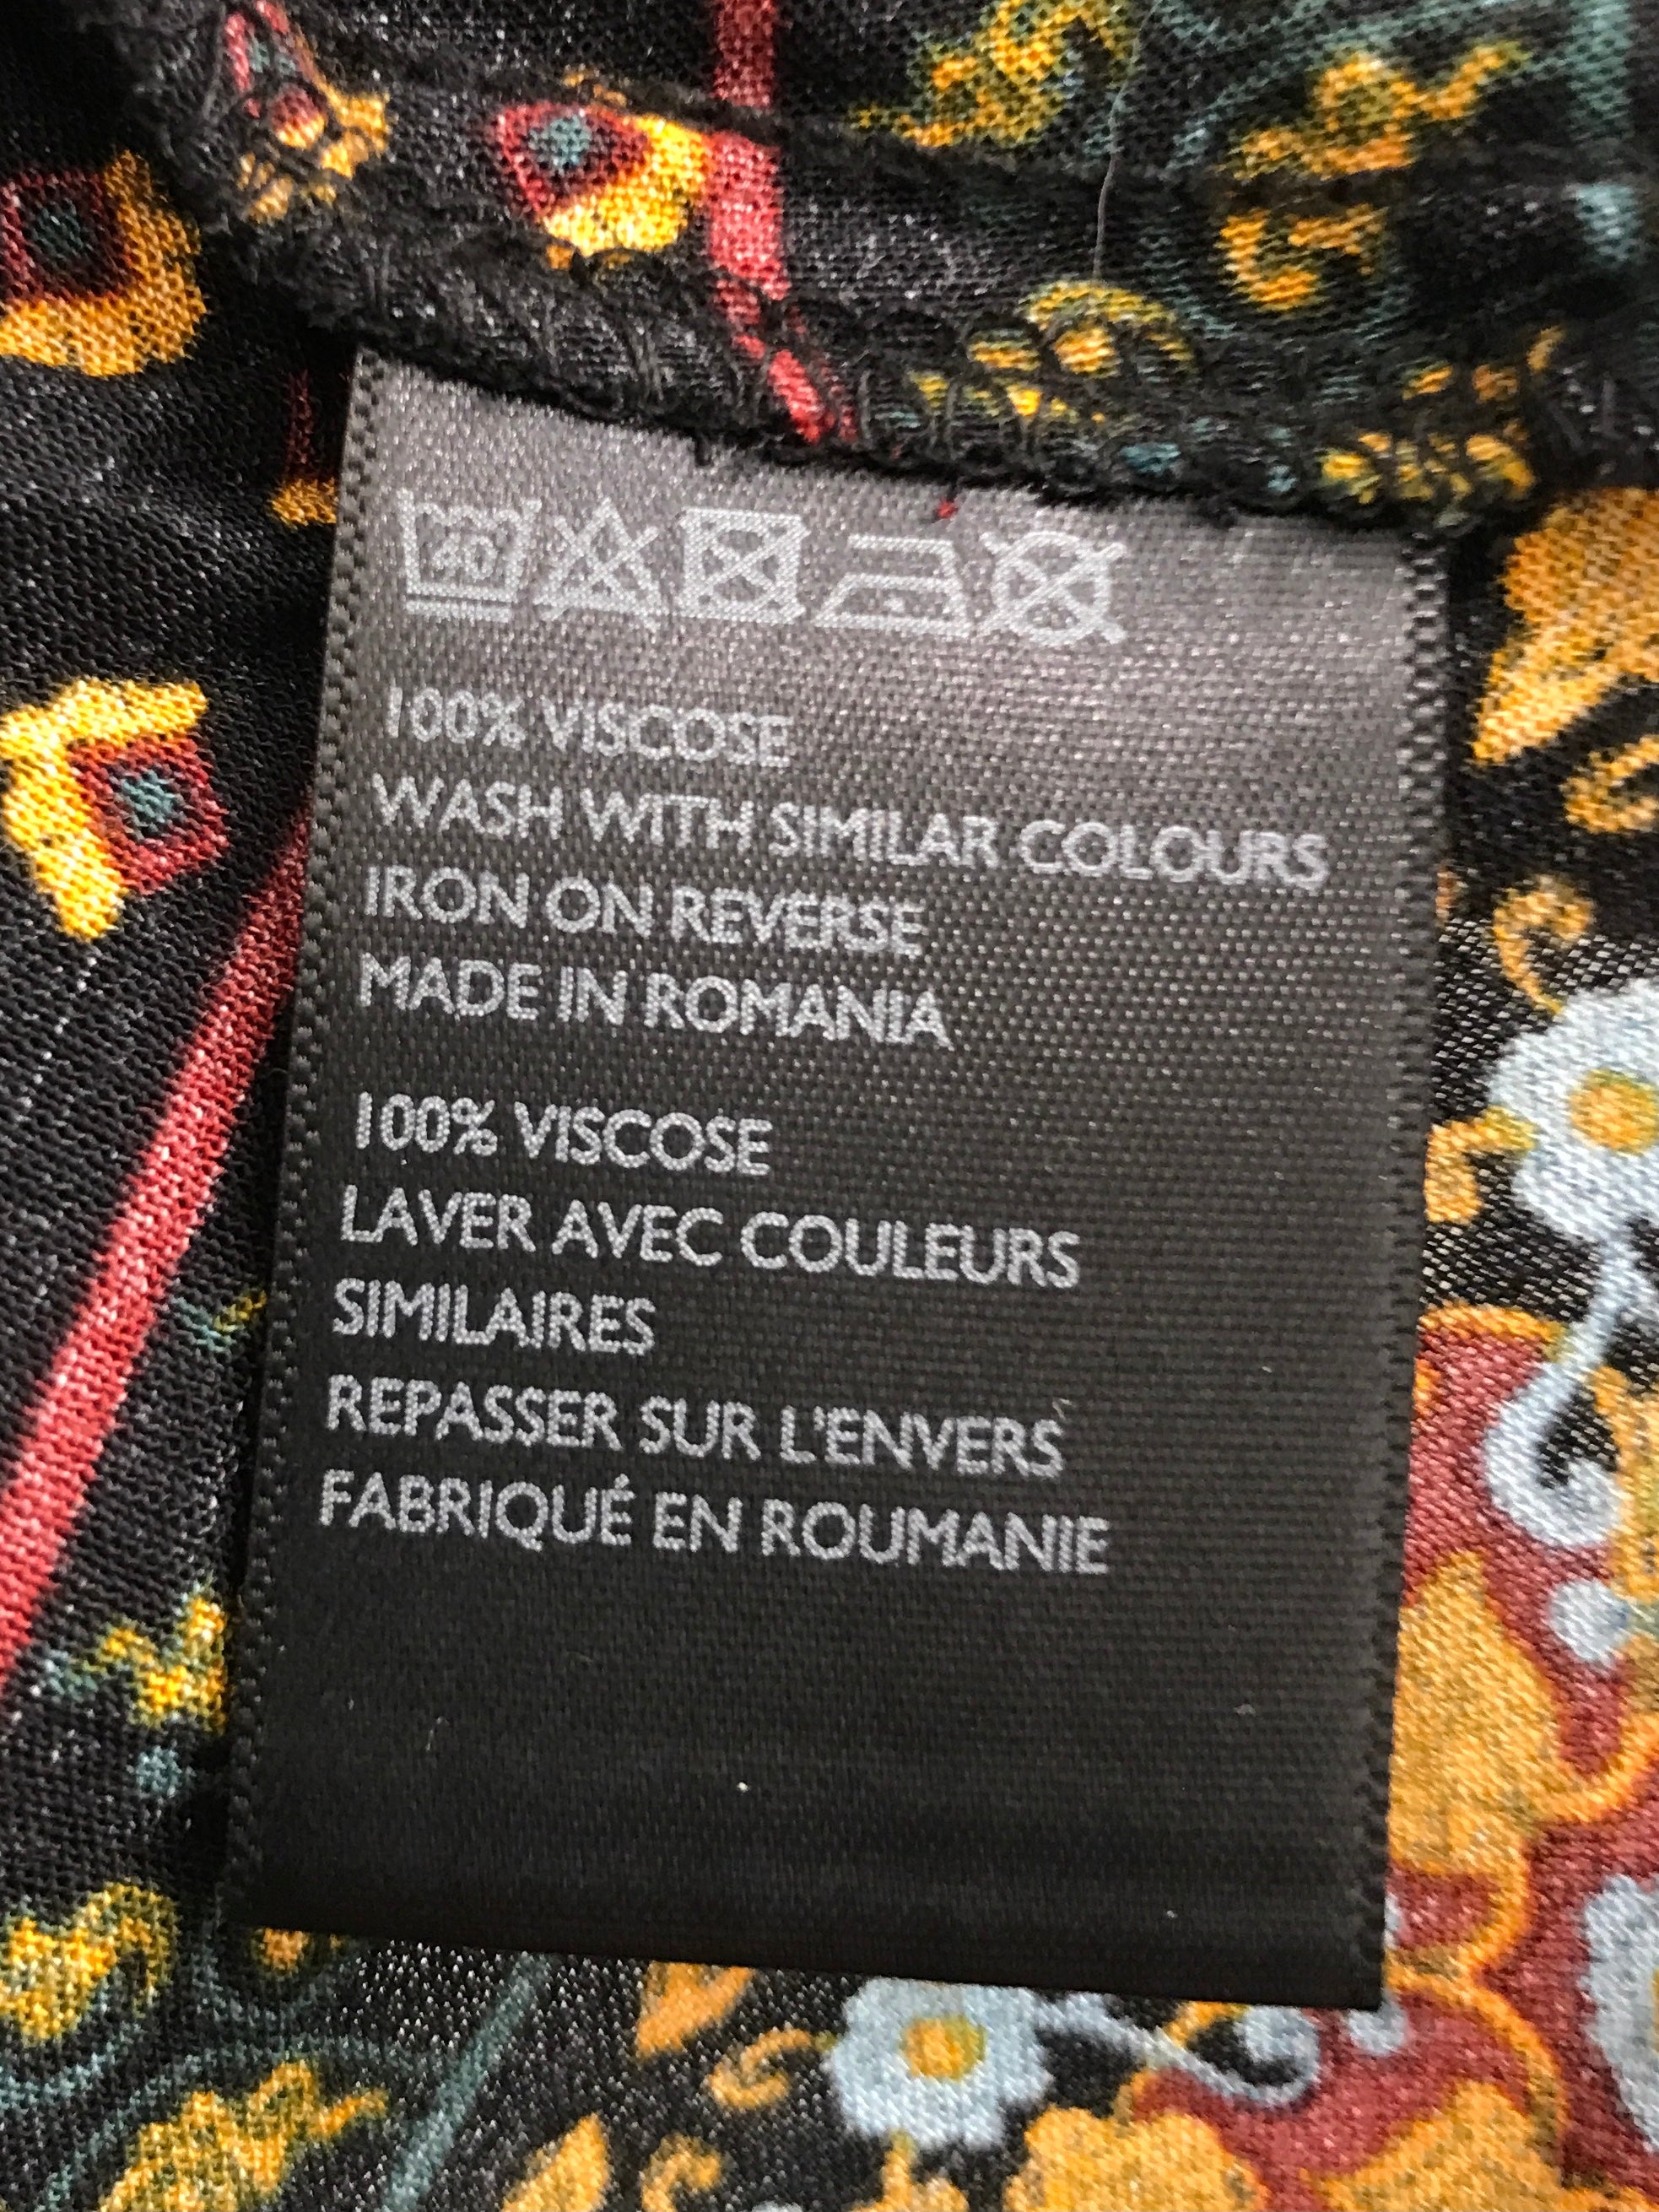 40
100% VISCOSE
WASH WITH SIMILAR COLOURS
IRON ON REVERSE
MADE IN ROMANIA
100% VISCOSE
LAVER AVEC COULEURS
SIMILAIRES
REPASSER SUR L'ENVERS
FABRIQUÉ EN ROUMANIE